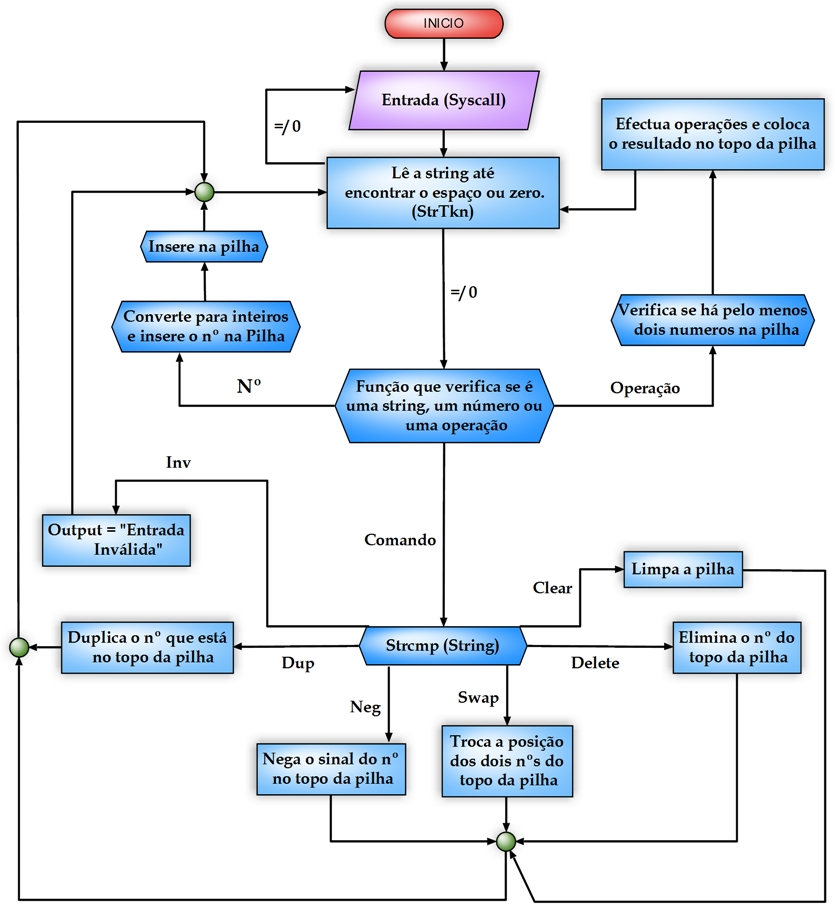 INICIO
Entrada (Syscall)
=/ 0
Efectua operações e coloca
o resultado no topo da pilha
Lê a string até
encontrar o espaço ou zero.
(StrTkn)
Insere na pilha
=/ 0
Converte para inteiros
e insere o nº na Pilha
Verifica se há pelo menos
dois numeros na pilha
Nº
Função que verifica se é
uma string, um número ou
uma operação
Operação
Inv
Output = "Entrada
Inválida"
Comando
Clear
Limpa a pilha
Duplica o nº que está
no topo da pilha
Dup
Strcmp (String)
Delete
Elimina o nº do
topo da pilha
Neg
Swap
Nega o sinal do nº
no topo da pilha
Troca a posição
dos dois nºs do
topo da pilha